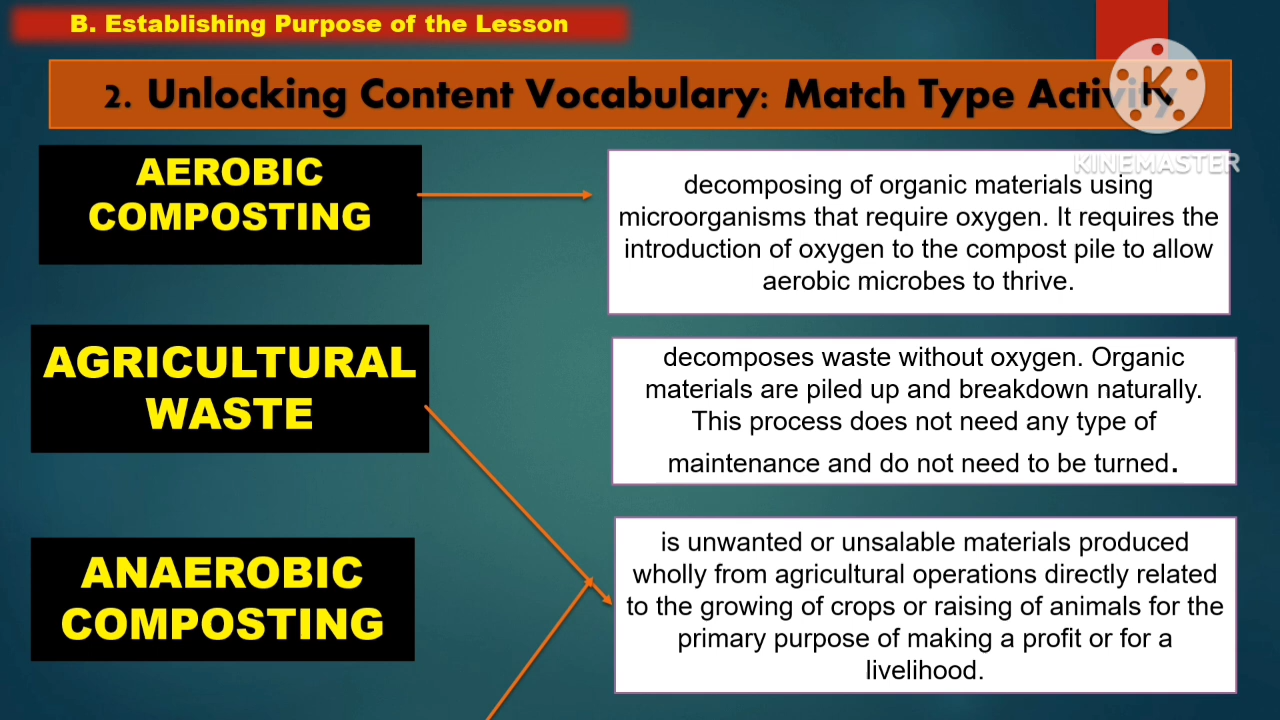 B. Establishing Purpose of the Lesson
2. Unlocking Content Vocabulary: Match Type Activity
K
KINEMASTER
AEROBIC
COMPOSTING
decomposing of organic materials using
microorganisms that require oxygen. It requires the
introduction of oxygen to the compost pile to allow
aerobic microbes to thrive.
AGRICULTURAL
WASTE
decomposes waste without oxygen. Organic
materials are piled up and breakdown naturally.
This process does not need any type of
maintenance and do not need to be turned.
ANAEROBIC
COMPOSTING
is unwanted or unsalable materials produced
wholly from agricultural operations directly related
to the growing of crops or raising of animals for the
primary purpose of making a profit or for a
livelihood.